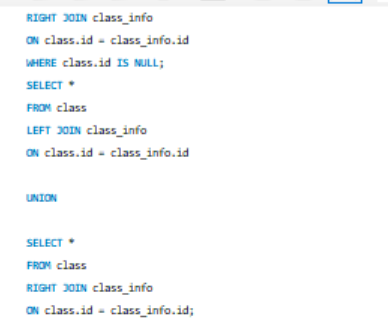 RIGHT JOIN class_info
ON class.id = class_info.id
WHERE class.id IS NULL;
SELECT *
FROM class
LEFT JOIN class_info
ON class.id = class_info.id
UNION
SELECT *
FROM class
RIGHT JOIN class_info
ON class.id = class_info.id;